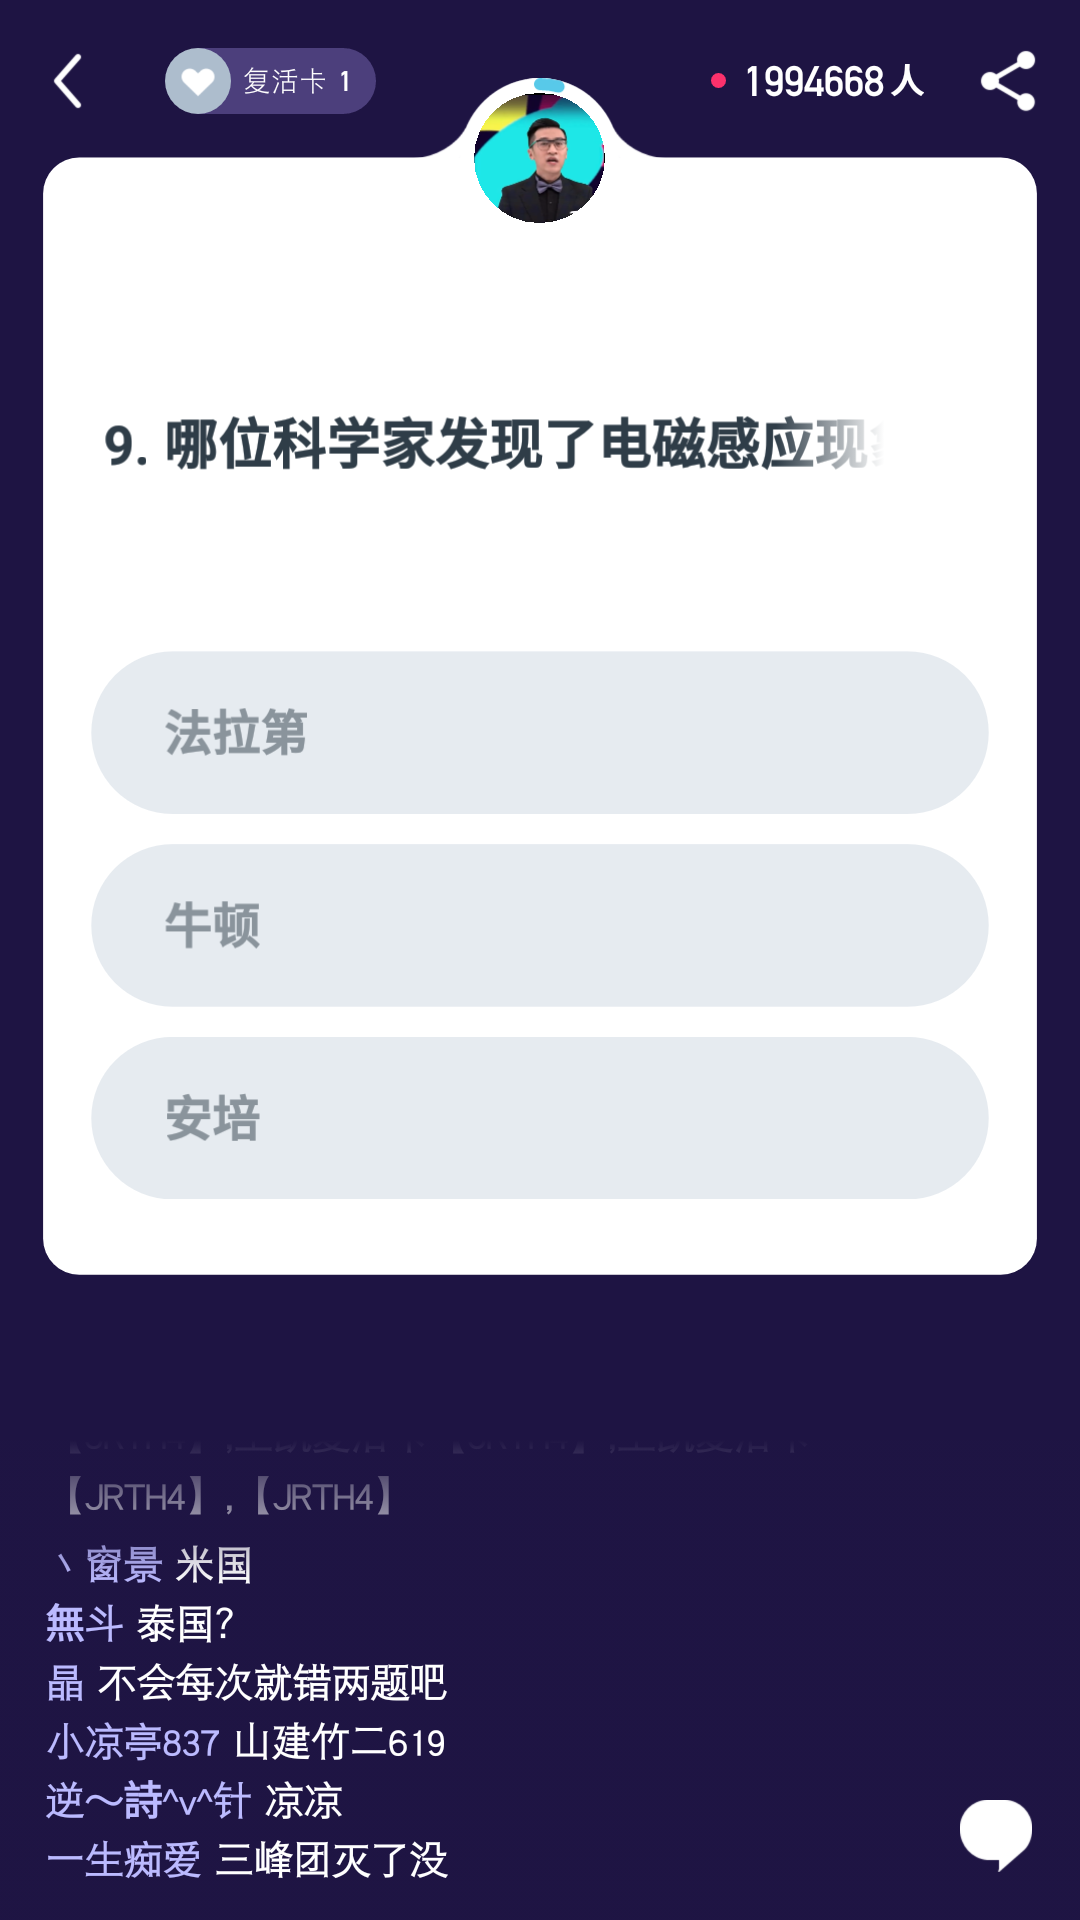 复活卡 1
1994668 人
9. 哪位科学家发现了电磁感应现
法拉第
牛顿
安培
【JRTH4】,【JRTH4】
丶窗景 米国
無斗 泰国?
晶 不会每次就错两题吧
小凉亭837 山建竹二619
逆～詩^v^针 凉凉
一生痴爱 三峰团灭了没